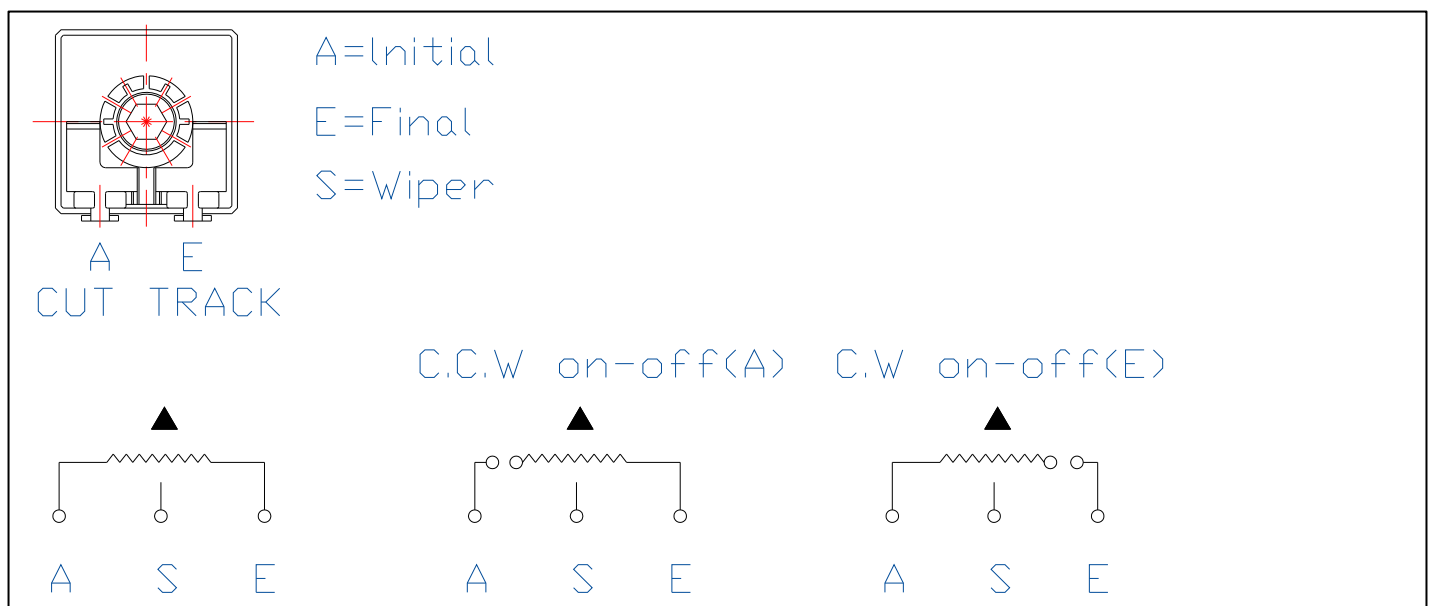 A=Initial
E=Final
S=Wiper
A E
CUT TRACK
C.C.W on-off(A) C.W on-off(E)
A S E A S E A S E